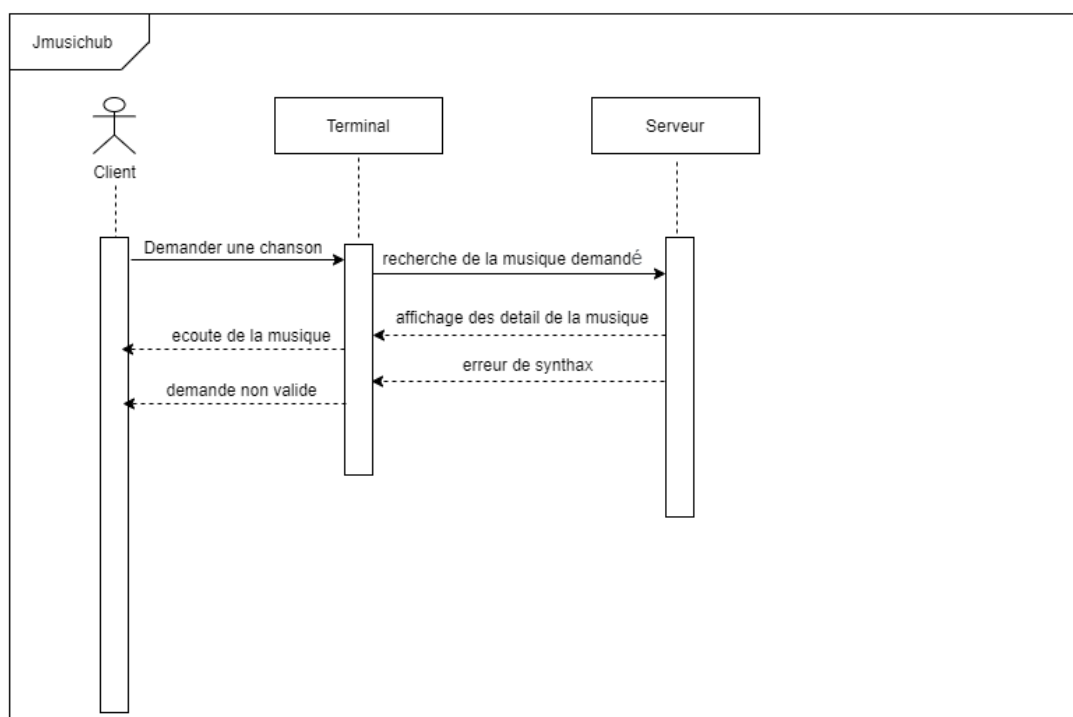 Jmusichub
Terminal
Serveur
Client
Demander une chanson
recherche de la musique demandé
affichage des detail de la musique
ecoute de la musique
erreur de synthax
demande non valide